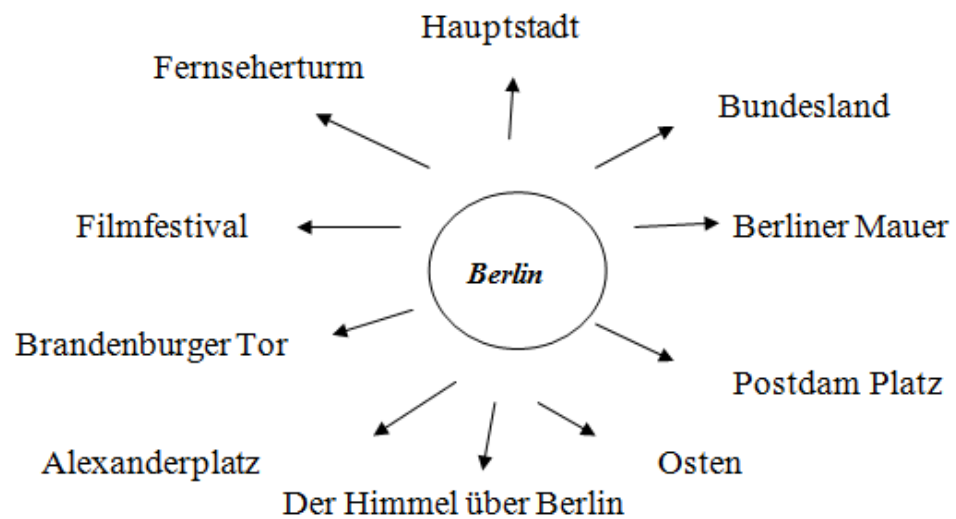 Hauptstadt
Fernseherturm
Bundesland
Filmfestival
Berliner Mauer
Berlin
Brandenburger Tor
Postdam Platz
Alexanderplatz
Osten
Der Himmel über Berlin